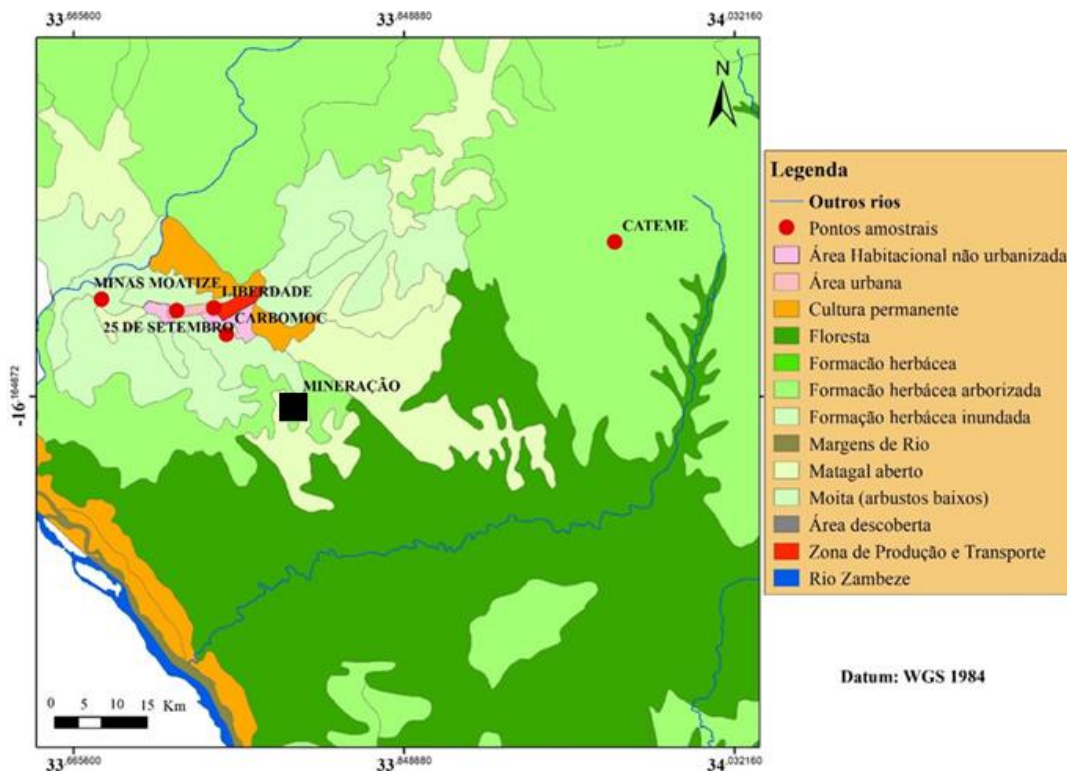 33.665600
33.848880
34.032160
N
CATEME
MINAS MOATIZE
LIBERDADE
25 DE SETEMBRO
CARBOMOC
MINERAÇÃO
-16.164672
0 5 10 15 Km
33.665600
33.848880
34.032160
Legenda
Outros rios
Pontos amostrais
Área Habitacional não urbanizada
Área urbana
Cultura permanente
Floresta
Formacão herbácea
Formacão herbácea arborizada
Formação herbácea inundada
Margens de Rio
Matagal aberto
Moita (arbustos baixos)
Área descoberta
Zona de Produção e Transporte
Rio Zambeze
Datum: WGS 1984